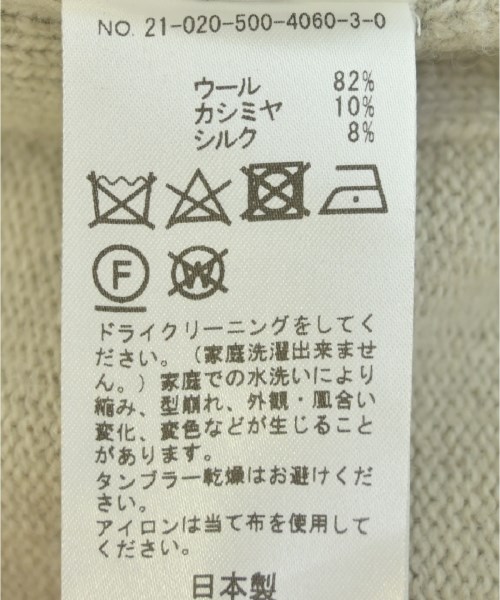 NO. 21-020-500-4060-3-0
ウール 82%
カシミヤ 10%
シルク 8%
F
W
ドライクリーニングをしてく
ださい。（家庭洗濯出来ませ
ん。）家庭での水洗いにより
縮み、型崩れ、外観・風合い
変化、変色などが生じること
があります。
タンブラー乾燥はお避けくだ
さい。
アイロンは当て布を使用して
ください。
日本製